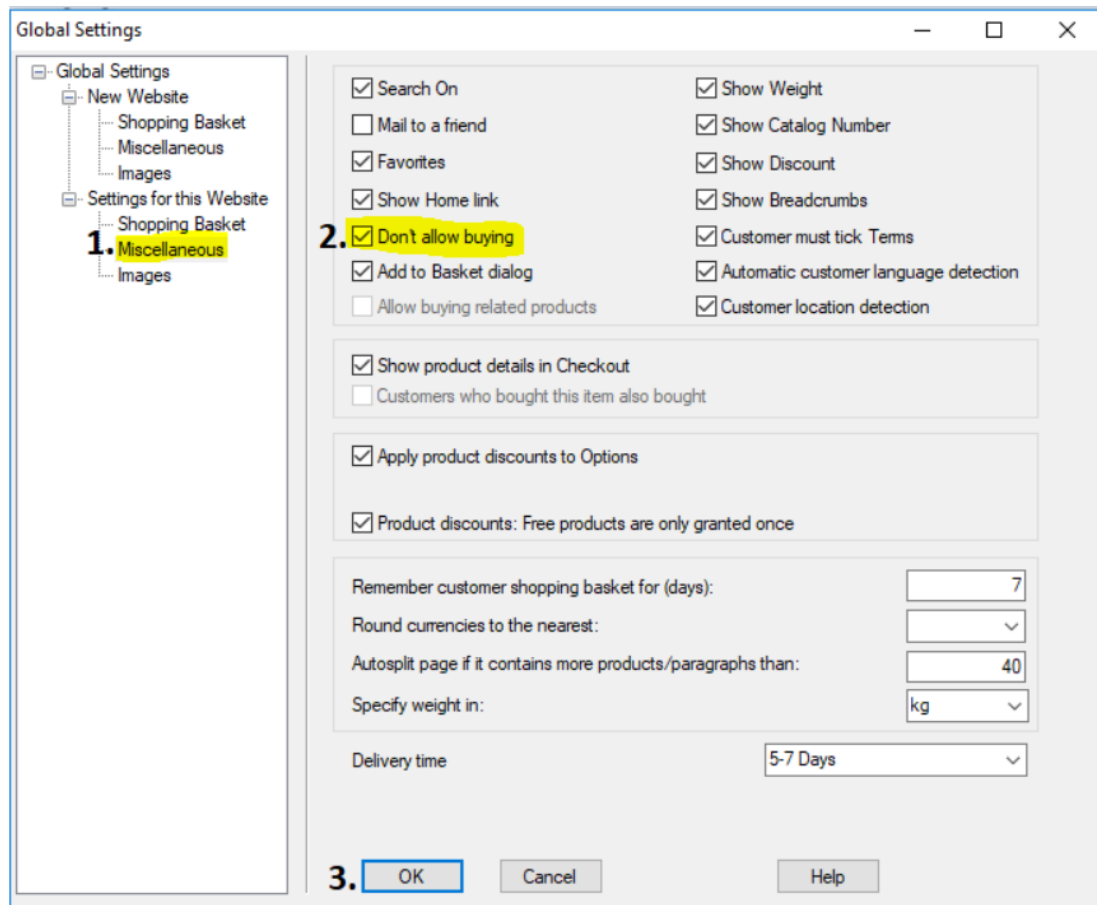 Global Settings
Global Settings
New Website
Shopping Basket
Miscellaneous
Images
Settings for this Website
Shopping Basket
1. Miscellaneous
Images
Search On
Mail to a friend
Favorites
Show Home link
2. Don't allow buying
Add to Basket dialog
Allow buying related products
Show Weight
Show Catalog Number
Show Discount
Show Breadcrumbs
Customer must tick Terms
Automatic customer language detection
Customer location detection
Show product details in Checkout
Customers who bought this item also bought
Apply product discounts to Options
Product discounts: Free products are only granted once
Remember customer shopping basket for (days): 7
Round currencies to the nearest:
Autosplit page if it contains more products/paragraphs than: 40
Specify weight in: kg
Delivery time 5-7 Days
3. OK Cancel Help